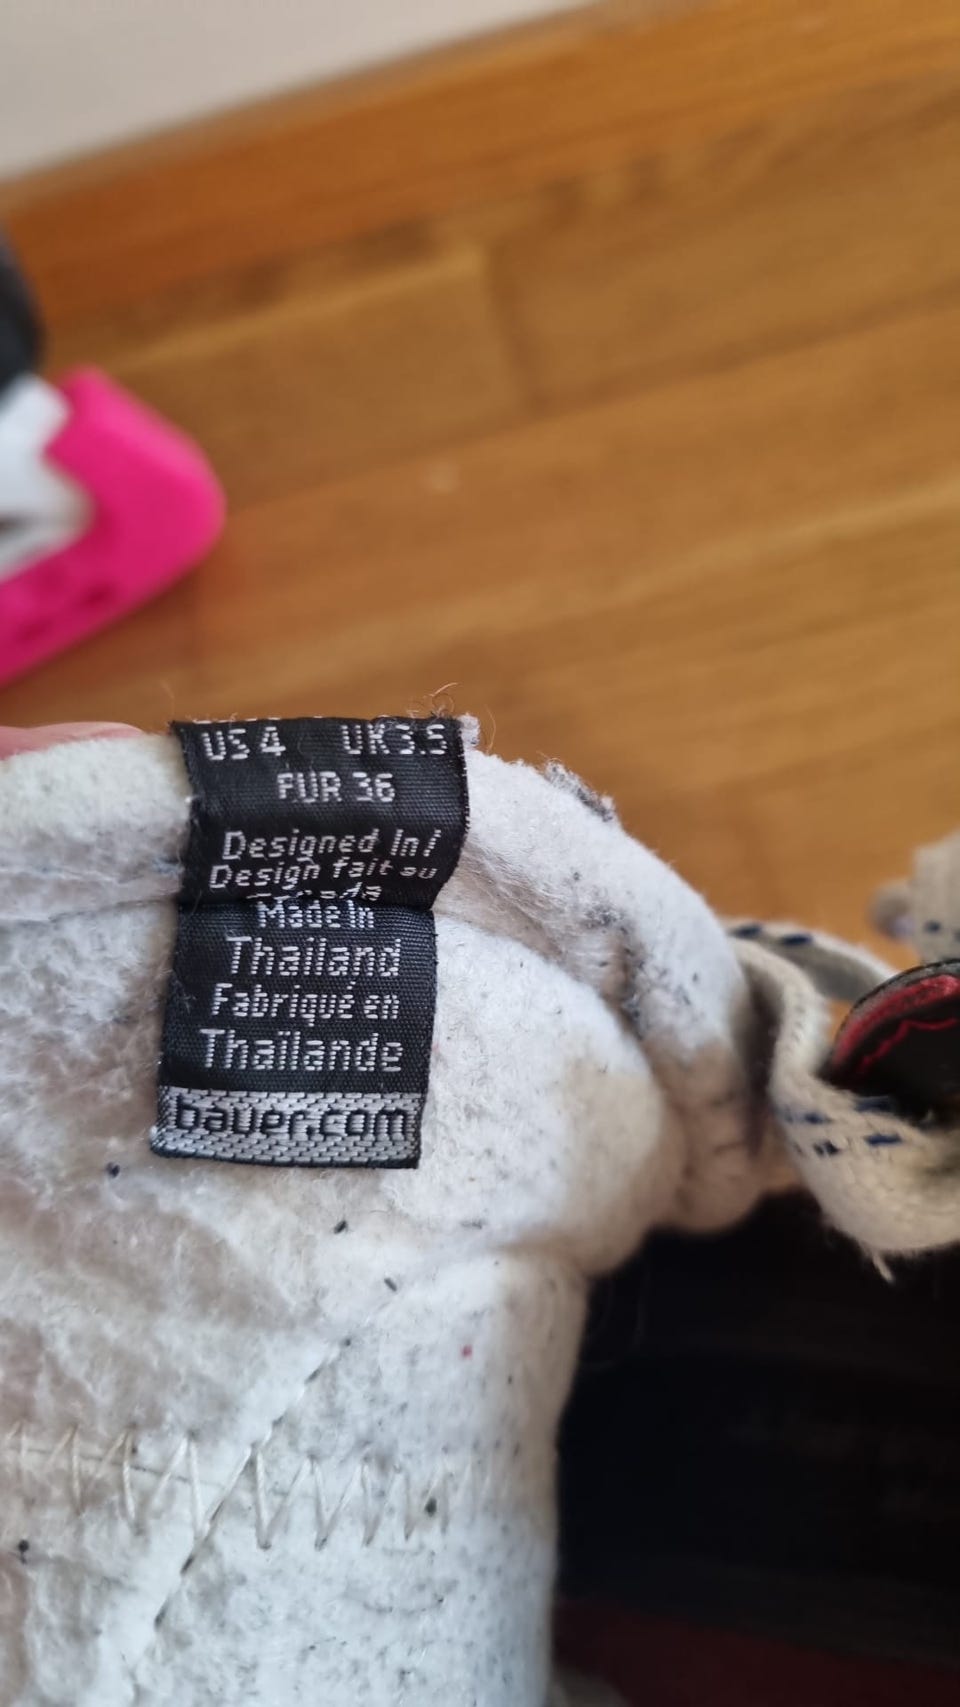 US 4 UK 3.5
EUR 36
Designed In/
Design fait au
Made In
Thailand
Fabriqué en
Thaïlande
bauer.com